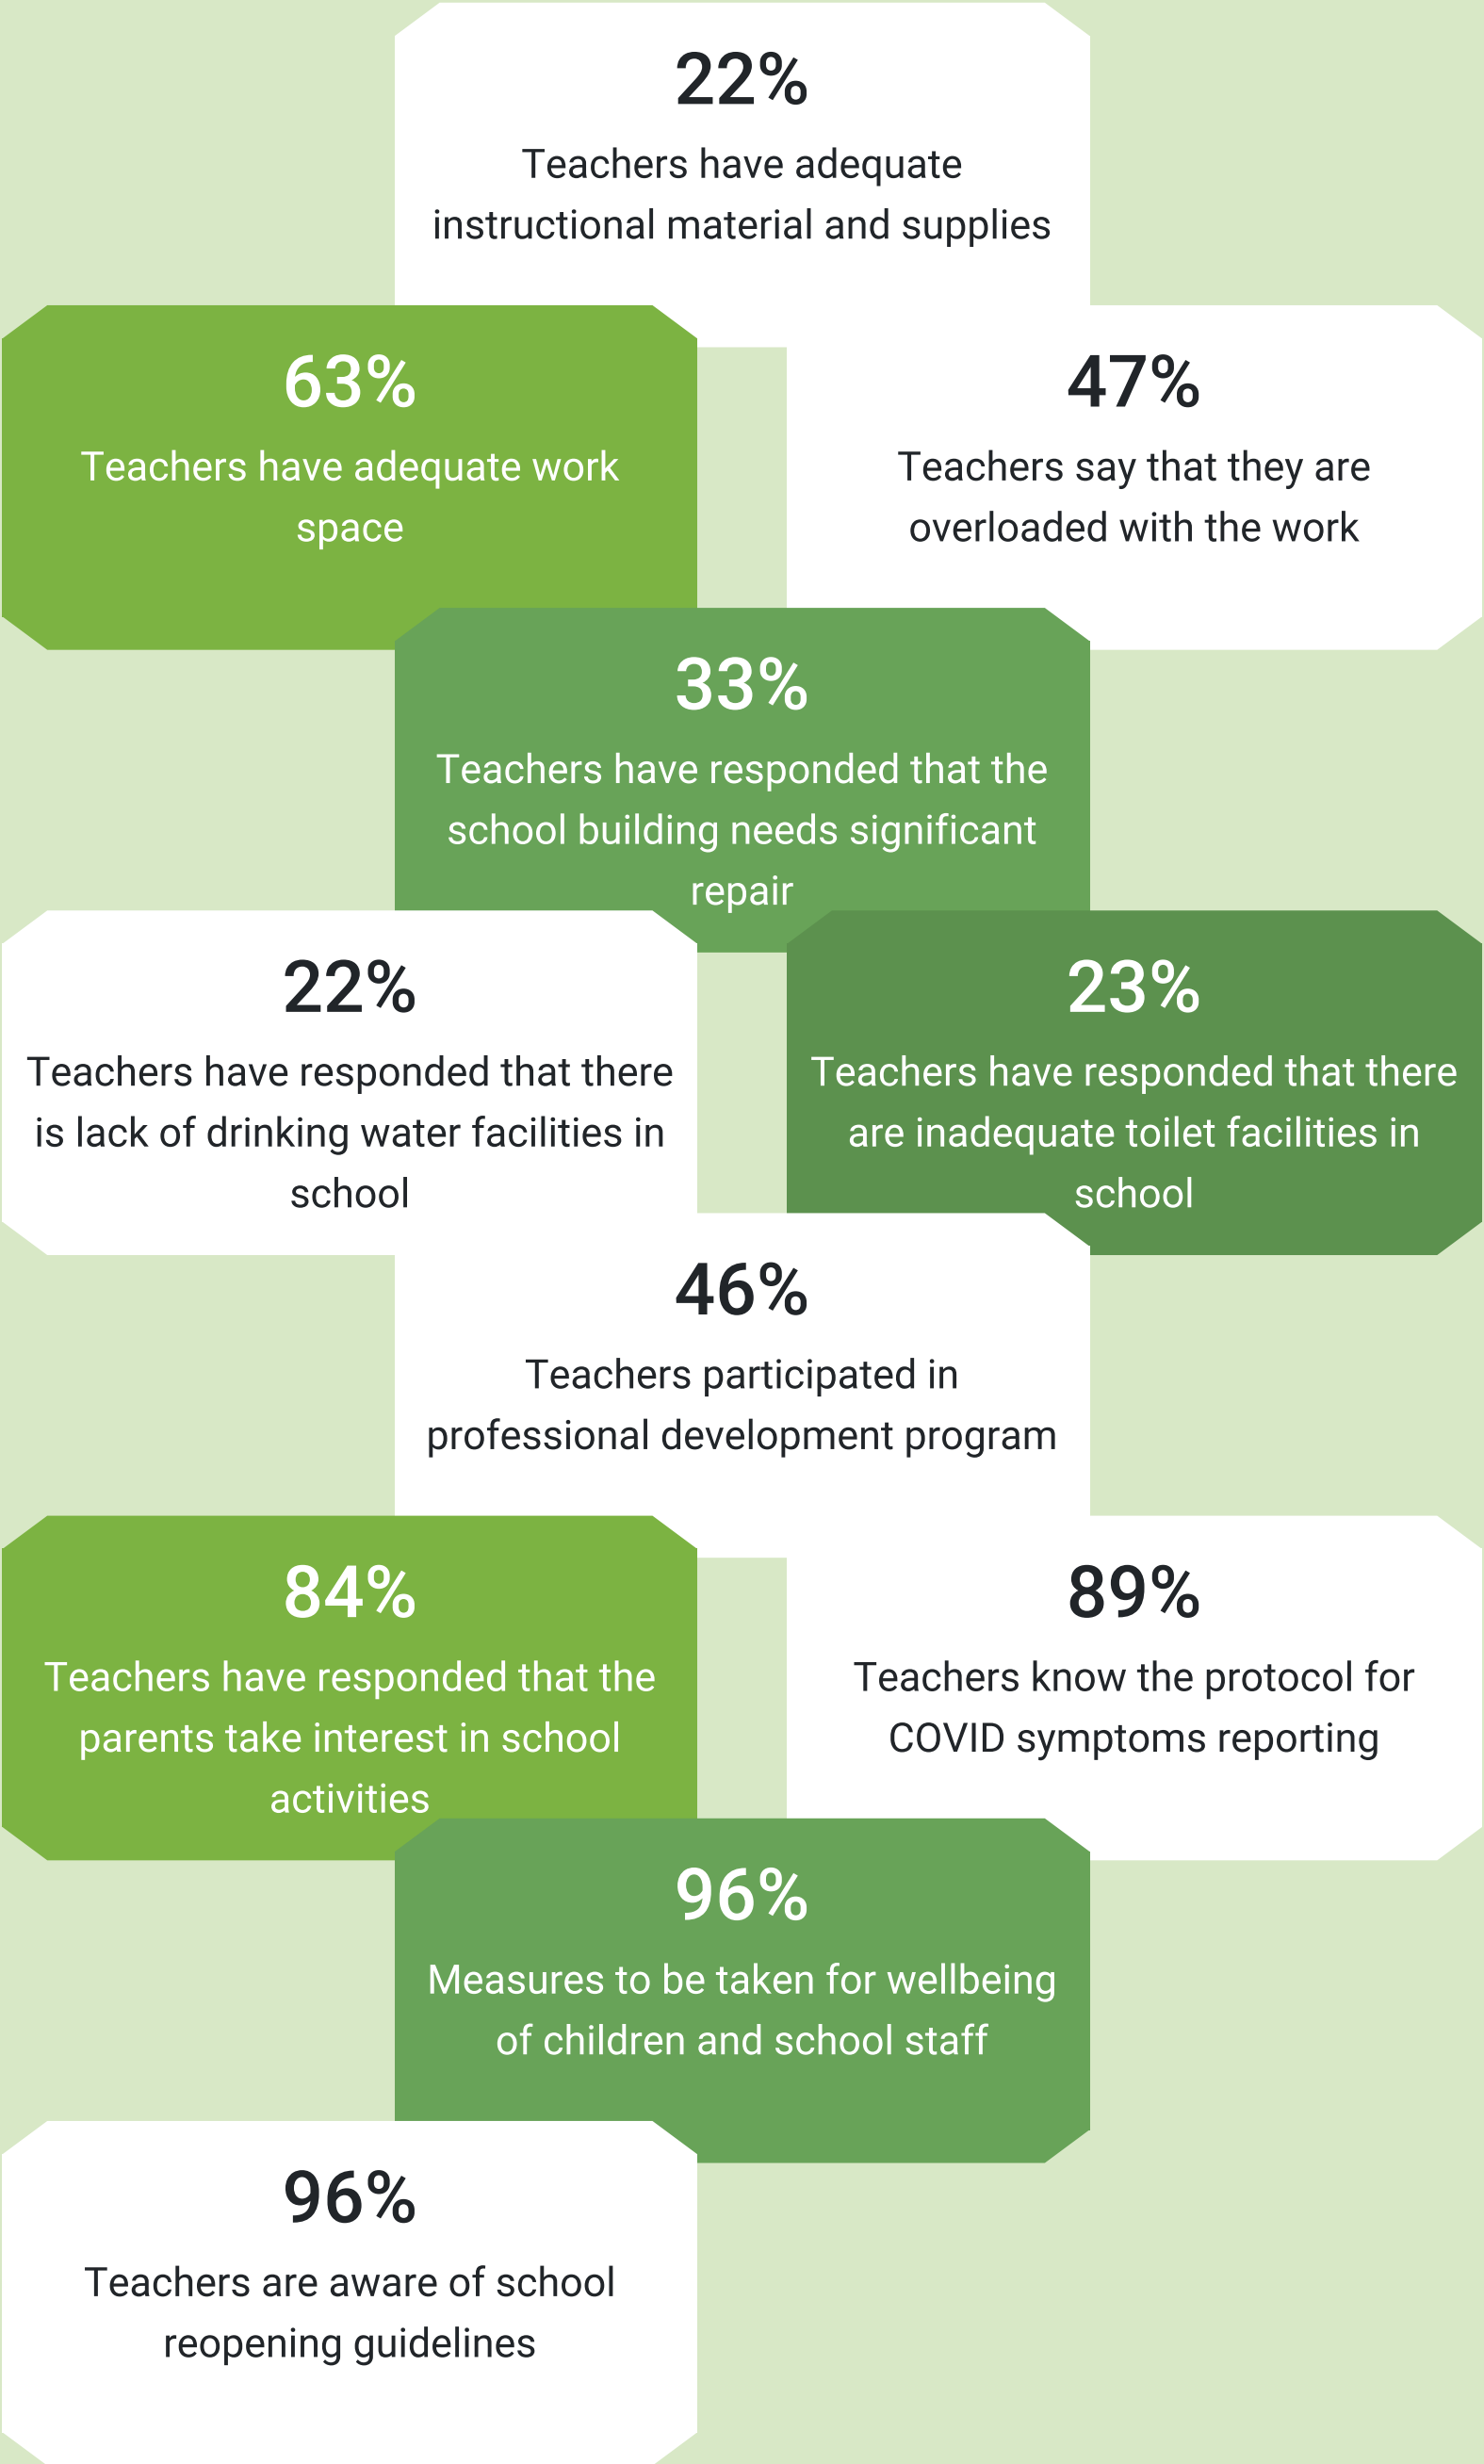 22%
Teachers have adequate
instructional material and supplies
63%
Teachers have adequate work
space
47%
Teachers say that they are
overloaded with the work
33%
Teachers have responded that the
school building needs significant
repair
22%
Teachers have responded that there
is lack of drinking water facilities in
school
23%
Teachers have responded that there
are inadequate toilet facilities in
school
46%
Teachers participated in
professional development program
84%
Teachers have responded that the
parents take interest in school
activities
89%
Teachers know the protocol for
COVID symptoms reporting
96%
Measures to be taken for wellbeing
of children and school staff
96%
Teachers are aware of school
reopening guidelines